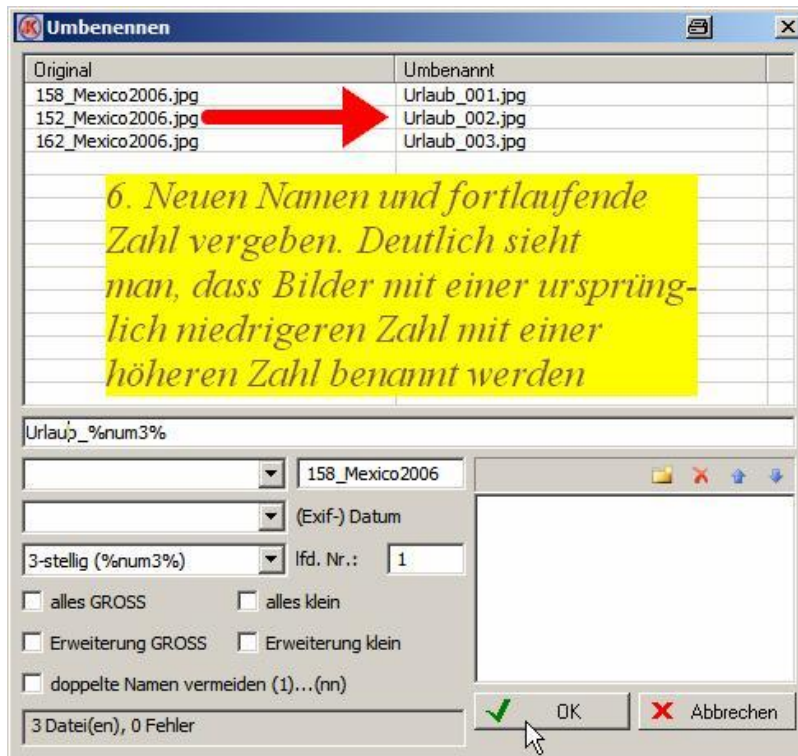 Umbenennen
Original Umbenannt
158_Mexico2006.jpg Urlaub_001.jpg
152_Mexico2006.jpg Urlaub_002.jpg
162_Mexico2006.jpg Urlaub_003.jpg
6. Neuen Namen und fortlaufende
Zahl vergeben. Deutlich sieht
man, dass Bilder mit einer ursprüng-
lich niedrigeren Zahl mit einer
höheren Zahl benannt werden
Urlaub_%num3%
158_Mexico2006
(Exif-) Datum
3-stellig (%num3%) lfd. Nr.: 1
alles GROSS alles klein
Erweiterung GROSS Erweiterung klein
doppelte Namen vermeiden (1)...(nn)
OK Abbrechen
3 Datei(en), 0 Fehler